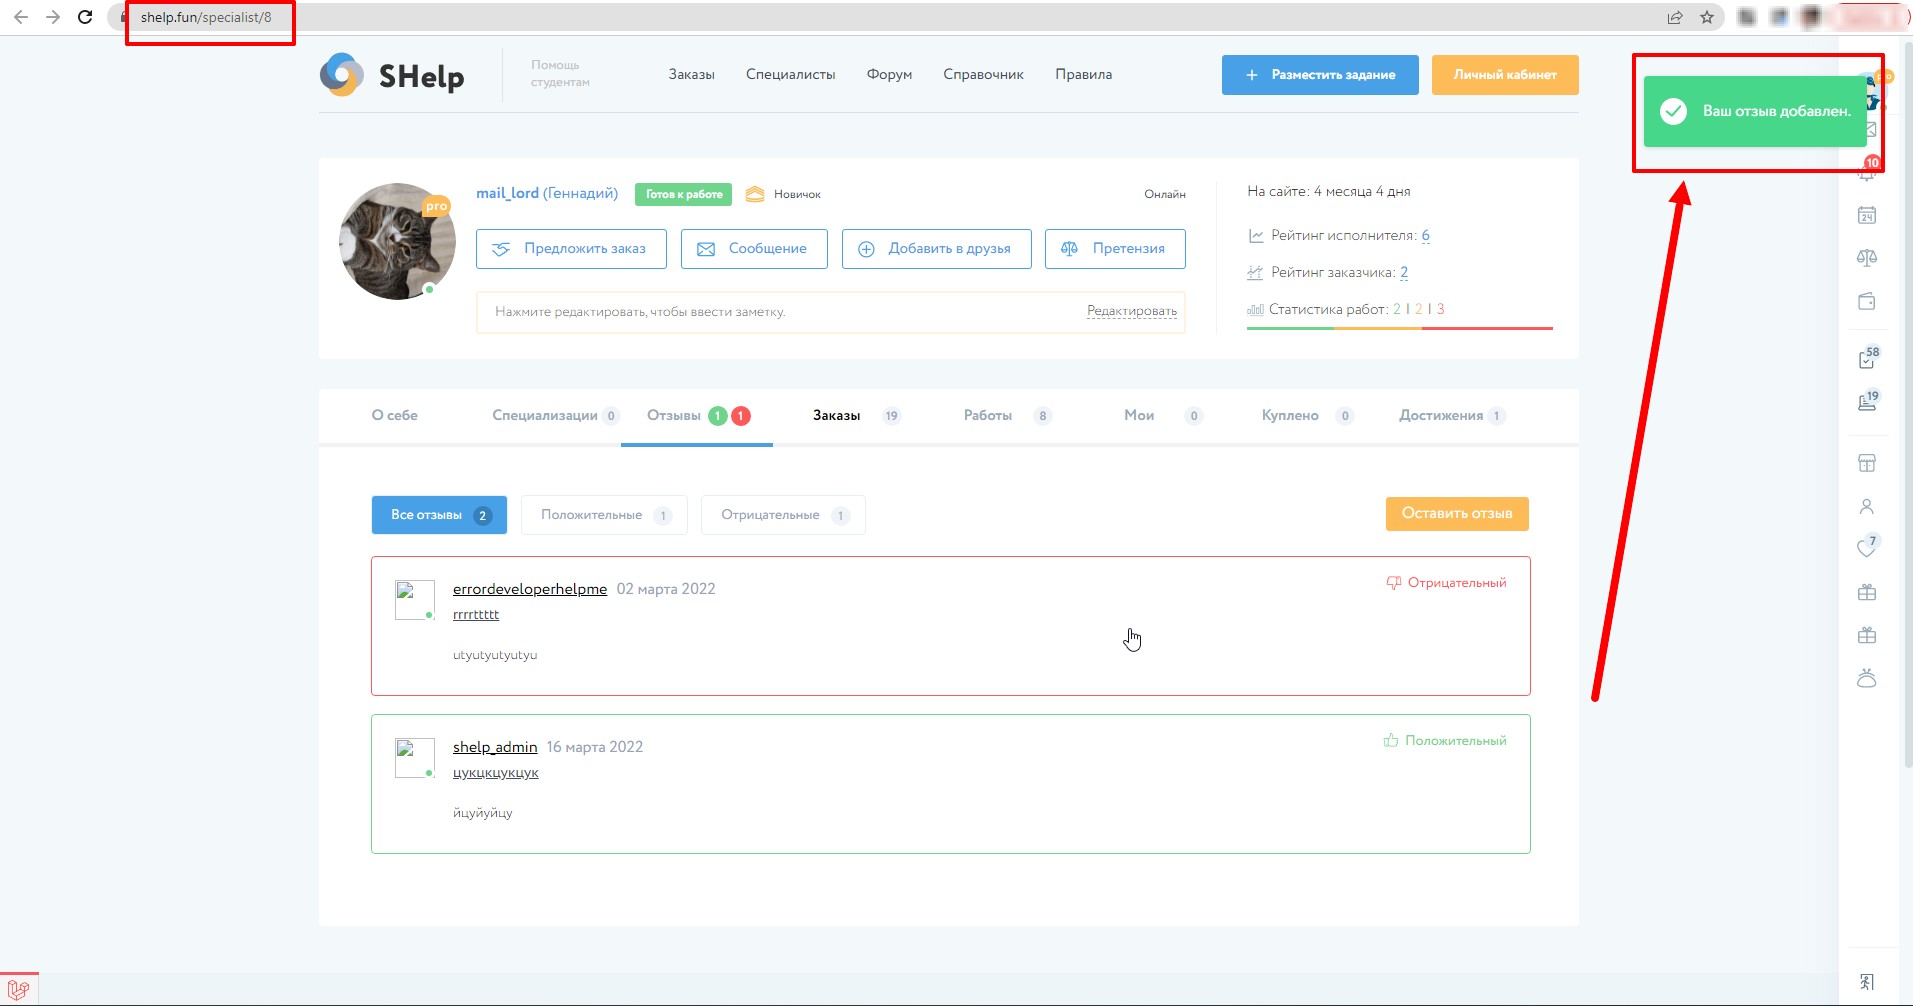 shelp.fun/specialist/8
SHelp
Помощь
студентам
Заказы
Специалисты
Форум
Справочник
Правила
Разместить задание
Личный кабинет
pro
Ваш отзыв добавлен.
10
mail_lord (Геннадий)
Готов к работе
Новичок
Онлайн
На сайте: 4 месяца 4 дня
pro
Предложить заказ
Сообщение
Добавить в друзья
Претензия
Рейтинг исполнителя: 6
Рейтинг заказчика: 2
Нажмите редактировать, чтобы ввести заметку.
Редактировать
Статистика работ: 2 | 2 | 3
24
58
19
О себе
Специализации 0
Отзывы 1 1
Заказы 19
Работы 8
Мои 0
Куплено 0
Достижения 1
Все отзывы 2
Положительные 1
Отрицательные 1
Оставить отзыв
7
errordeveloperhelpme 02 марта 2022
Отрицательный
rrrrttttt
utyutyutyutyu
shelp_admin 16 марта 2022
Положительный
цукцкцукцук
йцуйуйцу